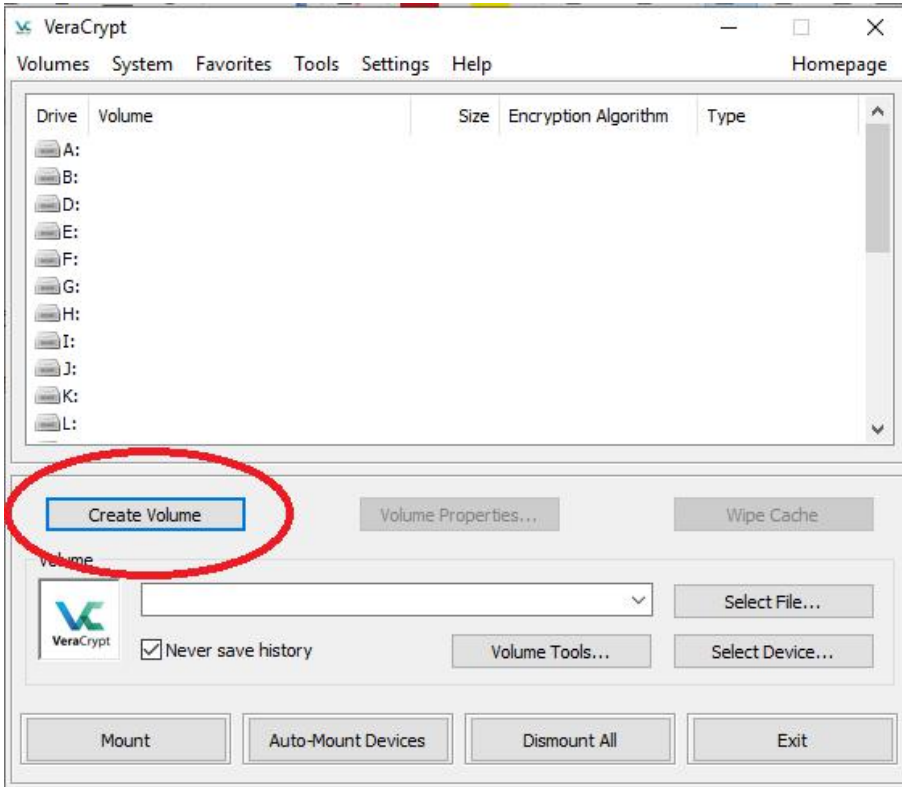 VeraCrypt
Volumes System Favorites Tools Settings Help Homepage
Drive Volume Size Encryption Algorithm Type
A:
B:
D:
E:
F:
G:
H:
I:
J:
K:
L:
Create Volume Volume Properties... Wipe Cache
Volume
Select File...
VeraCrypt
Never save history Volume Tools... Select Device...
Mount Auto-Mount Devices Dismount All Exit